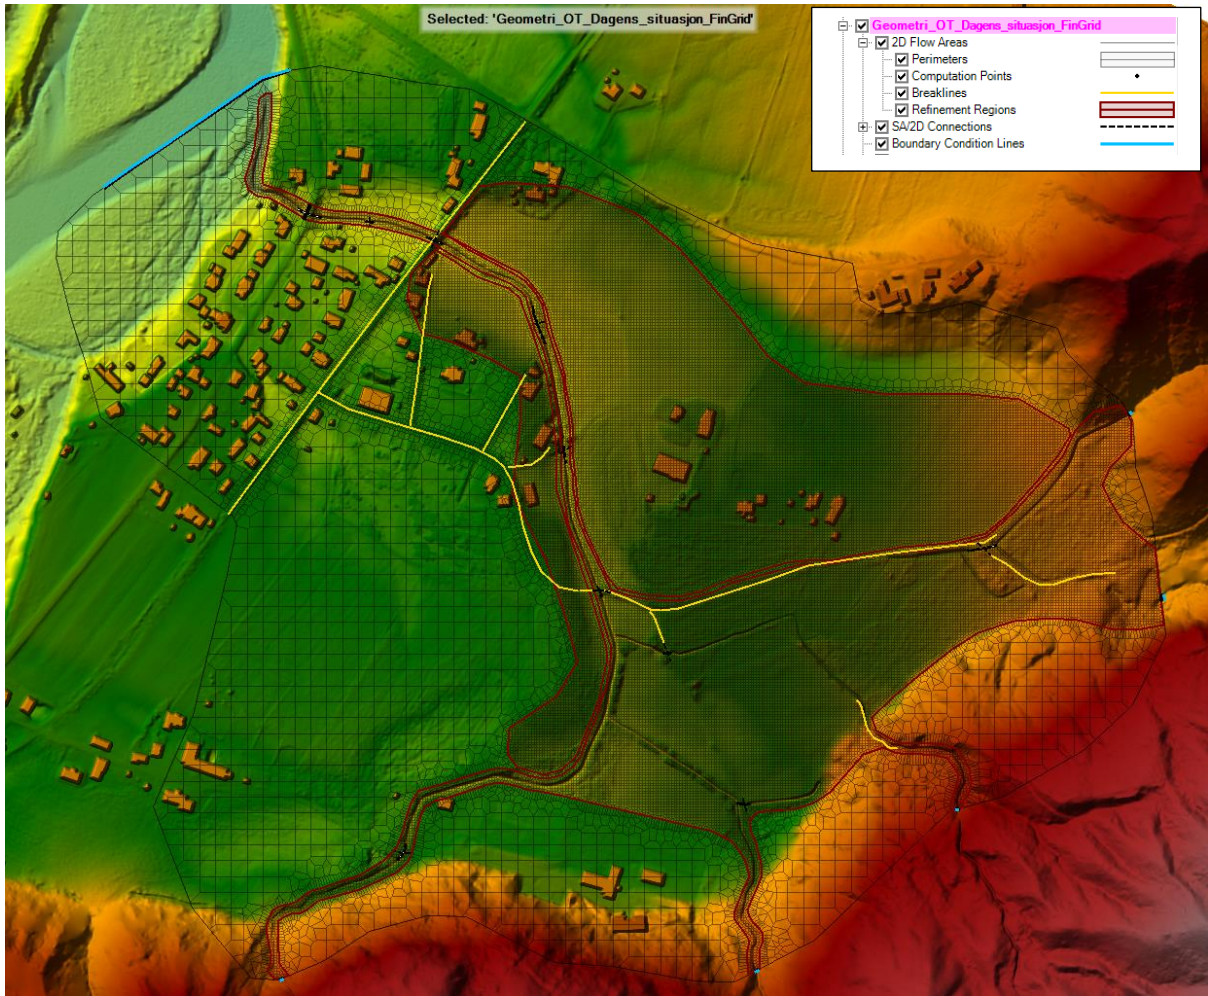 Selected: 'Geometri_OT_Dagens_situasjon_FinGrid'
Geometri_OT_Dagens_situasjon_FinGrid
2D Flow Areas
Perimeters
Computation Points
Breaklines
Refinement Regions
SA/2D Connections
Boundary Condition Lines